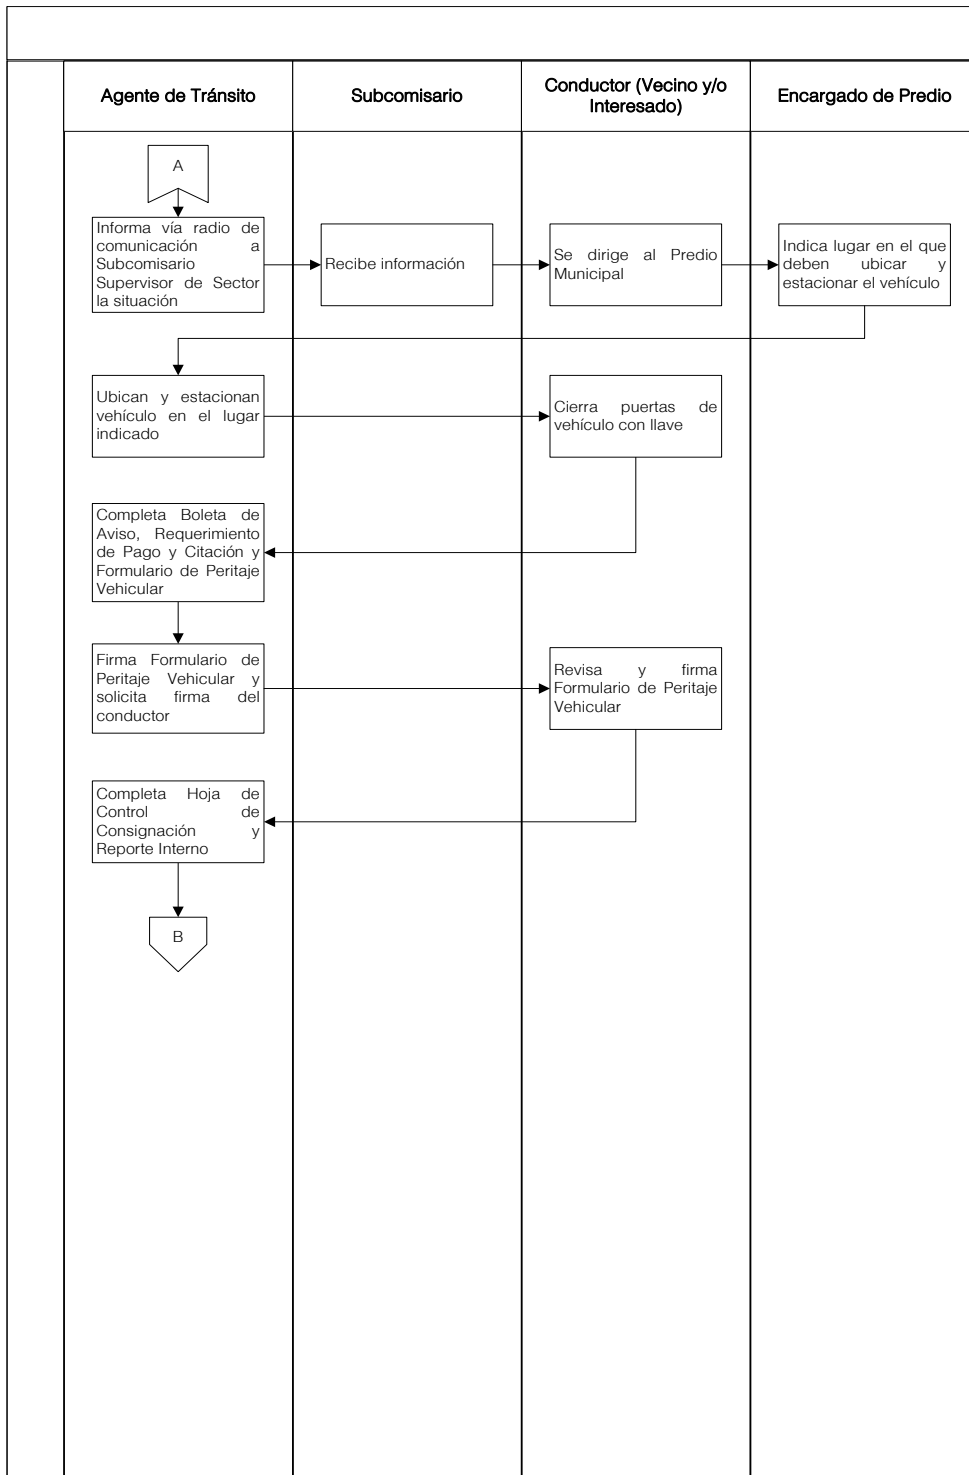 Agente de Tránsito
Subcomisario
Conductor (Vecino y/o
Interesado)
Encargado de Predio
A
Informa vía radio de
comunicación a
Subcomisario
Supervisor de Sector
la situación
Recibe información
Se dirige al Predio
Municipal
Indica lugar en el que
deben ubicar y
estacionar el vehículo
Ubican y estacionan
vehículo en el lugar
indicado
Cierra puertas de
vehículo con llave
Completa Boleta de
Aviso, Requerimiento
de Pago y Citación y
Formulario de Peritaje
Vehicular
Firma Formulario de
Peritaje Vehicular y
solicita firma del
conductor
Revisa y firma
Formulario de Peritaje
Vehicular
Completa Hoja de
Control de
Consignación y
Reporte Interno
B